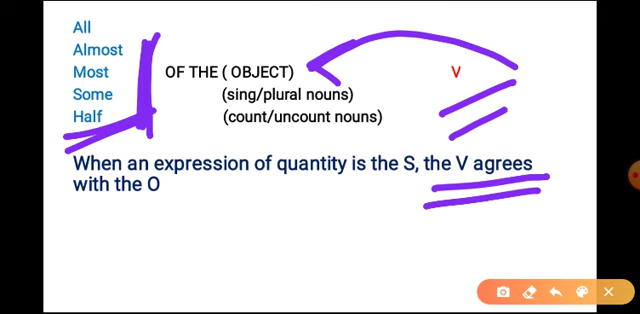 All
Almost
Most OF THE ( OBJECT) V
Some (sing/plural nouns)
Half (count/uncount nouns)
When an expression of quantity is the S, the V agrees
with the O